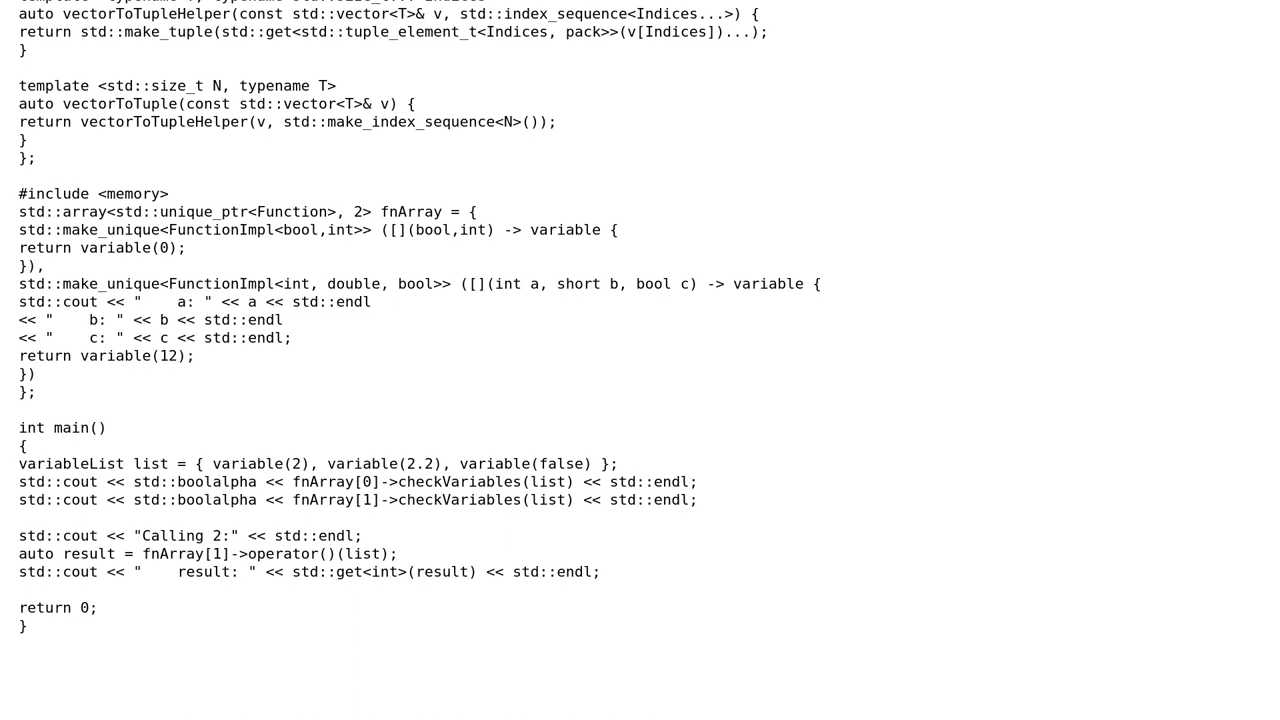 auto vectorToTupleHelper(const std::vector<T>& v, std::index_sequence<Indices...>) {
return std::make_tuple(std::get<std::tuple_element_t<Indices, pack>>(v[Indices])...);
}
template <std::size_t N, typename T>
auto vectorToTuple(const std::vector<T>& v) {
return vectorToTupleHelper(v, std::make_index_sequence<N>());
}
};
#include <memory>
std::array<std::unique_ptr<Function>, 2> fnArray = {
std::make_unique<FunctionImpl<bool,int>> ([](bool,int) -> variable {
return variable(0);
}),
std::make_unique<FunctionImpl<int, double, bool>> ([](int a, short b, bool c) -> variable {
std::cout << "    a: " << a << std::endl
<< "    b: " << b << std::endl
<< "    c: " << c << std::endl;
return variable(12);
})
};
int main()
{
variableList list = { variable(2), variable(2.2), variable(false) };
std::cout << std::boolalpha << fnArray[0]->checkVariables(list) << std::endl;
std::cout << std::boolalpha << fnArray[1]->checkVariables(list) << std::endl;
std::cout << "Calling 2:" << std::endl;
auto result = fnArray[1]->operator()(list);
std::cout << "    result: " << std::get<int>(result) << std::endl;
return 0;
}